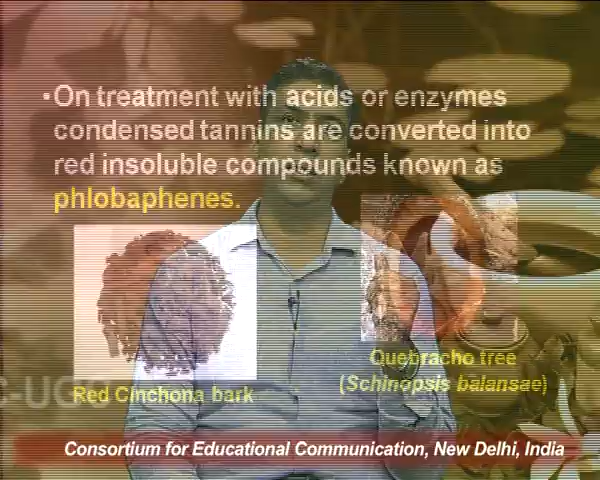 •On treatment with acids or enzymes
condensed tannins are converted into
red insoluble compounds known as
phlobaphenes.
Quebracho tree
(Schinopsis balansae)
C-UGC
Red Cinchona bark
Consortium for Educational Communication, New Delhi, India